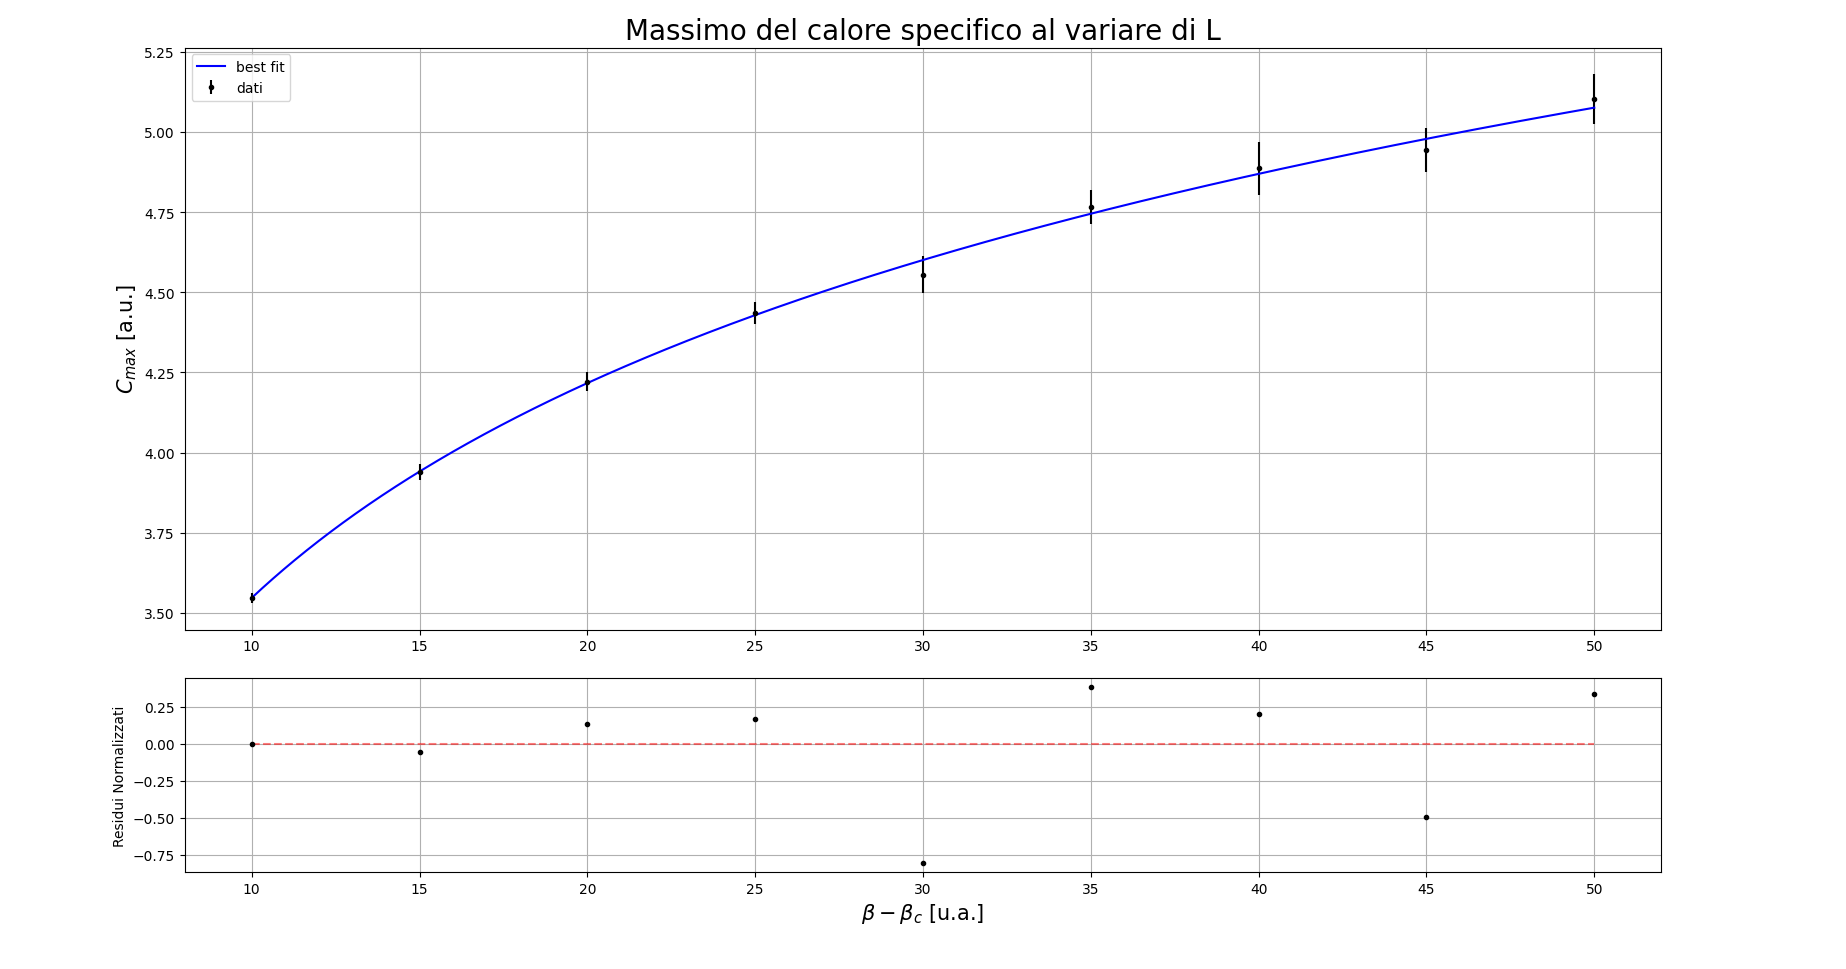 Massimo del calore specifico al variare di L
best fit
dati
C_max [a.u.]
5.25
5.00
4.75
4.50
4.25
4.00
3.75
3.50
10 15 20 25 30 35 40 45 50
Residui Normalizzati
0.25
0.00
−0.25
−0.50
−0.75
10 15 20 25 30 35 40 45 50
β − β_c [u.a.]